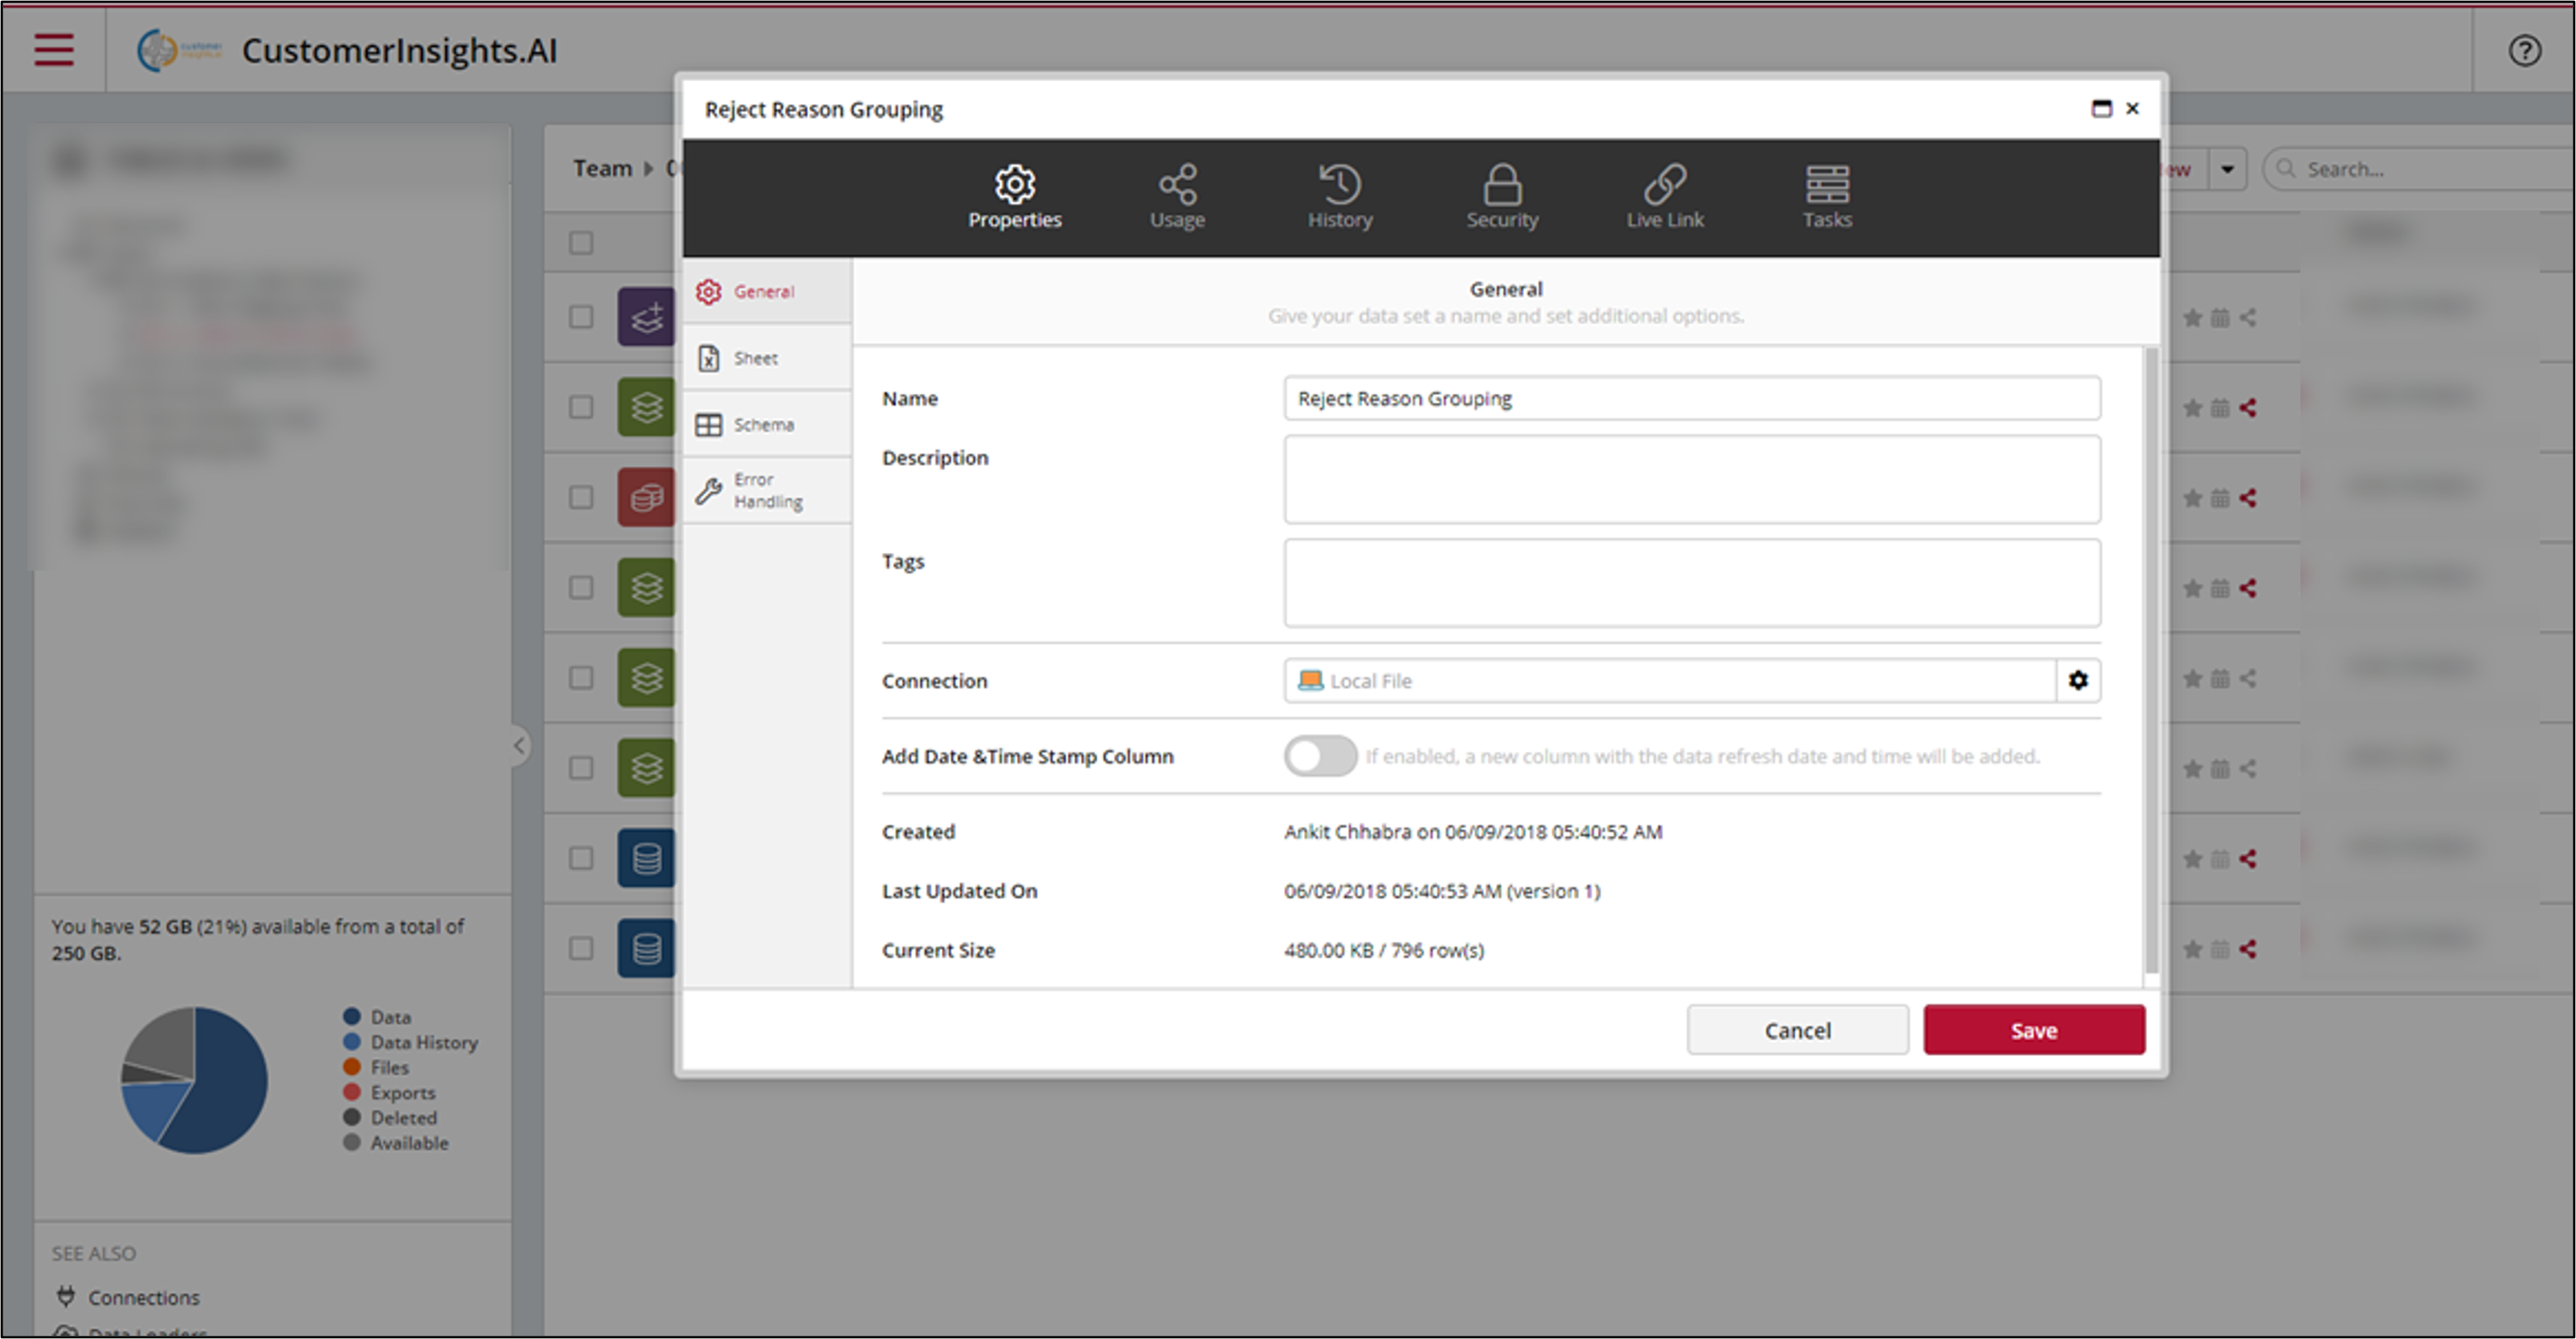 customer
CustomerInsights.AI
Reject Reason Grouping
Team
ew
Search...
Properties
Usage
History
Security
Live Link
Tasks
General
Sheet
Schema
Error
Handling
General
Give your data set a name and set additional options.
Name
Reject Reason Grouping
Description
Tags
Connection
Local File
Add Date &Time Stamp Column
If enabled, a new column with the data refresh date and time will be added.
Created
Ankit Chhabra on 06/09/2018 05:40:52 AM
Last Updated On
06/09/2018 05:40:53 AM (version 1)
Current Size
480.00 KB / 796 row(s)
Cancel
Save
You have 52 GB (21%) available from a total of
250 GB.
Data
Data History
Files
Exports
Deleted
Available
SEE ALSO
Connections
Data Loaders